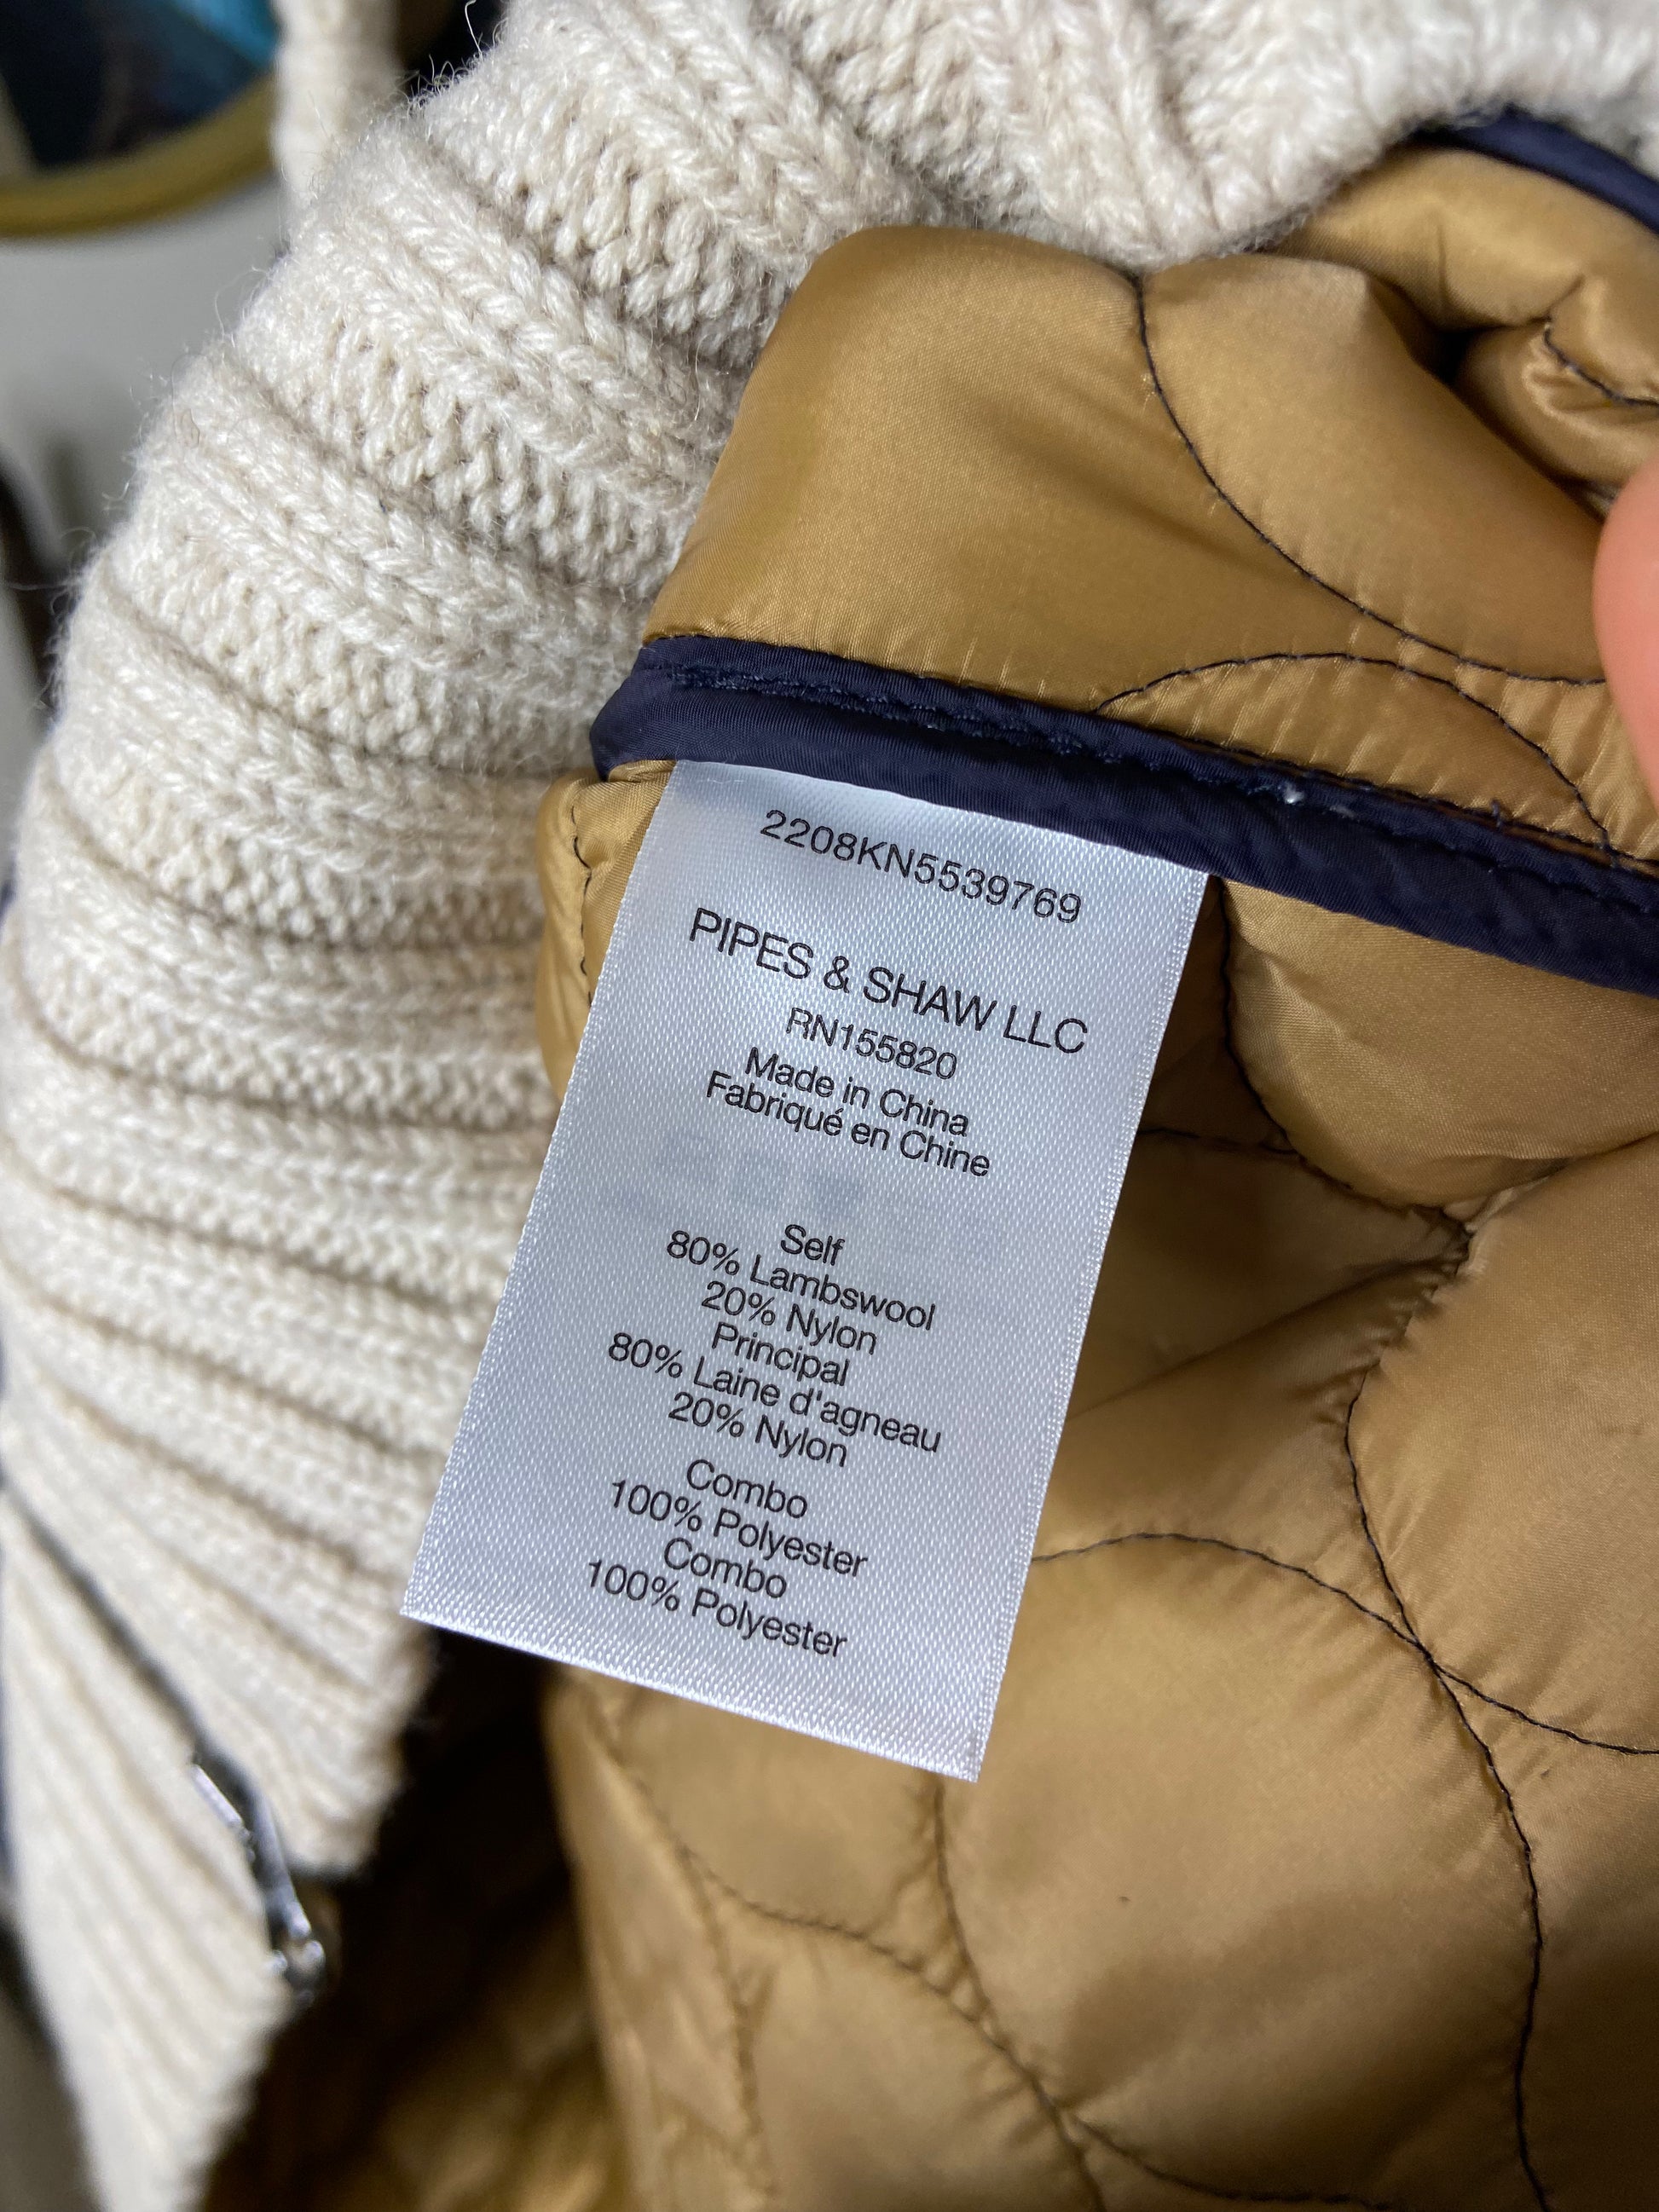 2208KN5539769
PIPES & SHAW LLC
RN155820
Made in China
Fabriqué en Chine
Self
80% Lambswool
20% Nylon
Principal
80% Laine d'agneau
20% Nylon
Combo
100% Polyester
Combo
100% Polyester